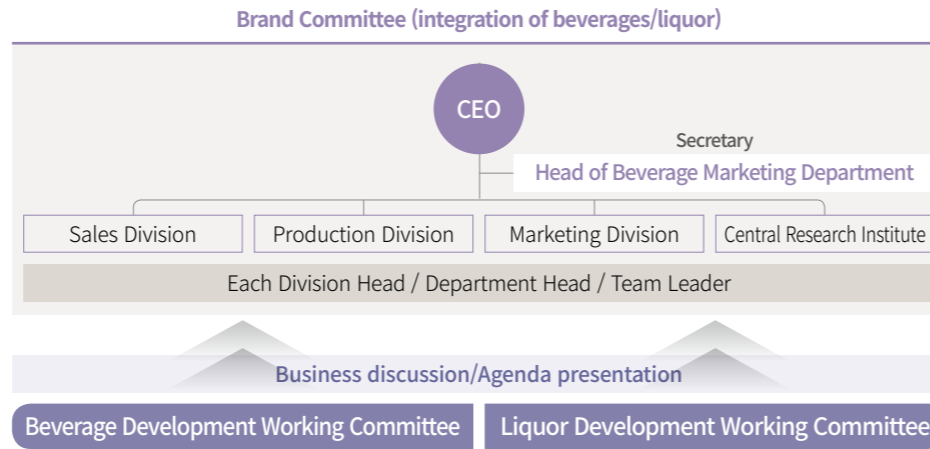 Brand Committee (integration of beverages/liquor)
CEO
Secretary
Head of Beverage Marketing Department
Sales Division
Production Division
Marketing Division
Central Research Institute
Each Division Head / Department Head / Team Leader
Business discussion/Agenda presentation
Beverage Development Working Committee
Liquor Development Working Committee